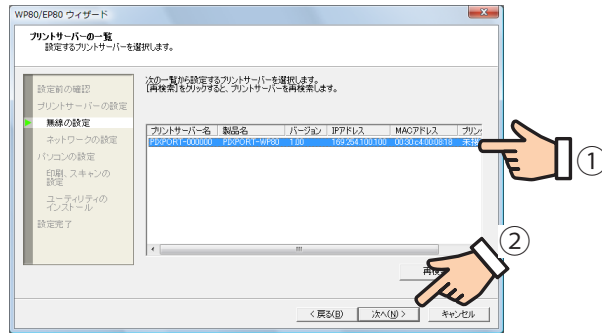 WP80/EP80 ウィザード
プリントサーバーの一覧
設定するプリントサーバーを選択します。
設定前の確認
プリントサーバーの設定
無線の設定
ネットワークの設定
パソコンの設定
印刷、スキャンの
設定
ユーティリティの
インストール
設定完了
次の一覧から設定するプリントサーバーを選択します。
[再検索]をクリックすると、プリントサーバーを再検索します。
プリントサーバー名 製品名 バージョン IPアドレス MACアドレス プリン
PIXPORT-000000 PIXPORT-WP80 1.00 169.254.100.100 00:30:c4:00:08:18 未接
①
②
再検
< 戻る(B) 次へ(N) > キャンセル